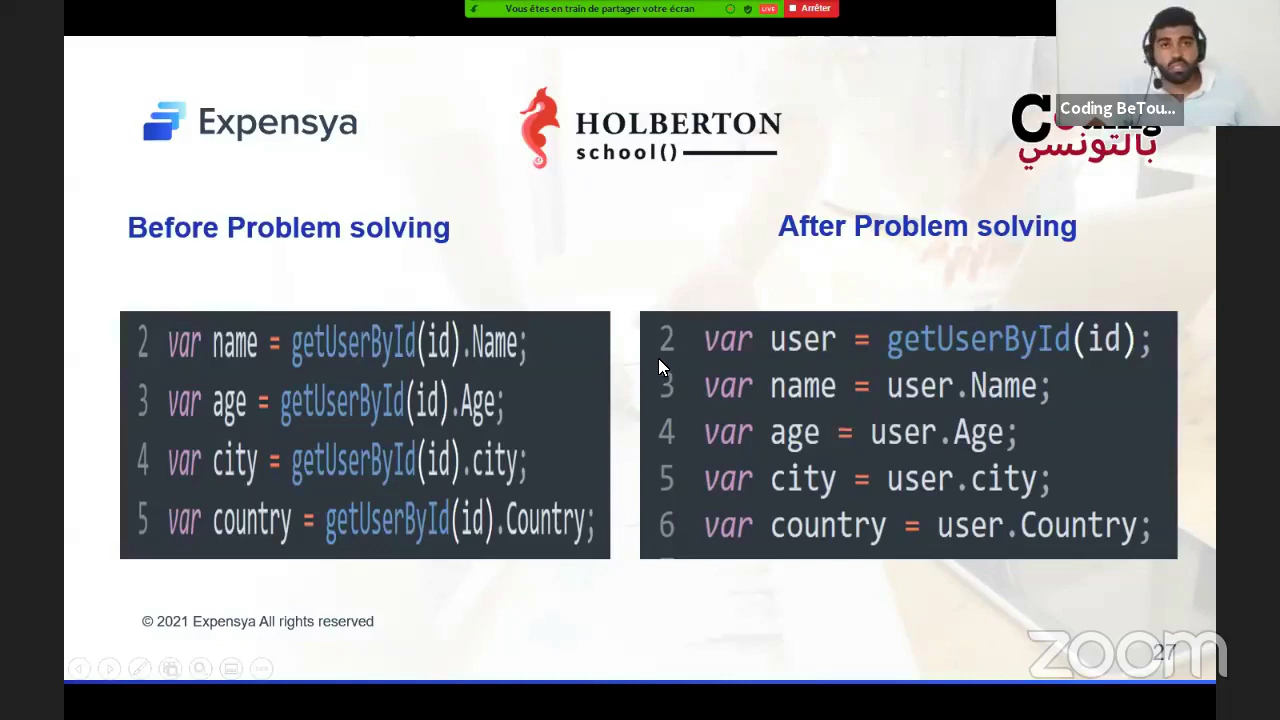 Vous êtes en train de partager votre écran
LIVE
Arrêter
Coding BeTou...
Expensya
HOLBERTON
school()
بالتونسي
Before Problem solving
After Problem solving
2 var name = getUserById(id).Name;
3 var age = getUserById(id).Age;
4 var city = getUserById(id).city;
5 var country = getUserById(id).Country;
2 var user = getUserById(id);
3 var name = user.Name;
4 var age = user.Age;
5 var city = user.city;
6 var country = user.Country;
© 2021 Expensya All rights reserved
27
zoom